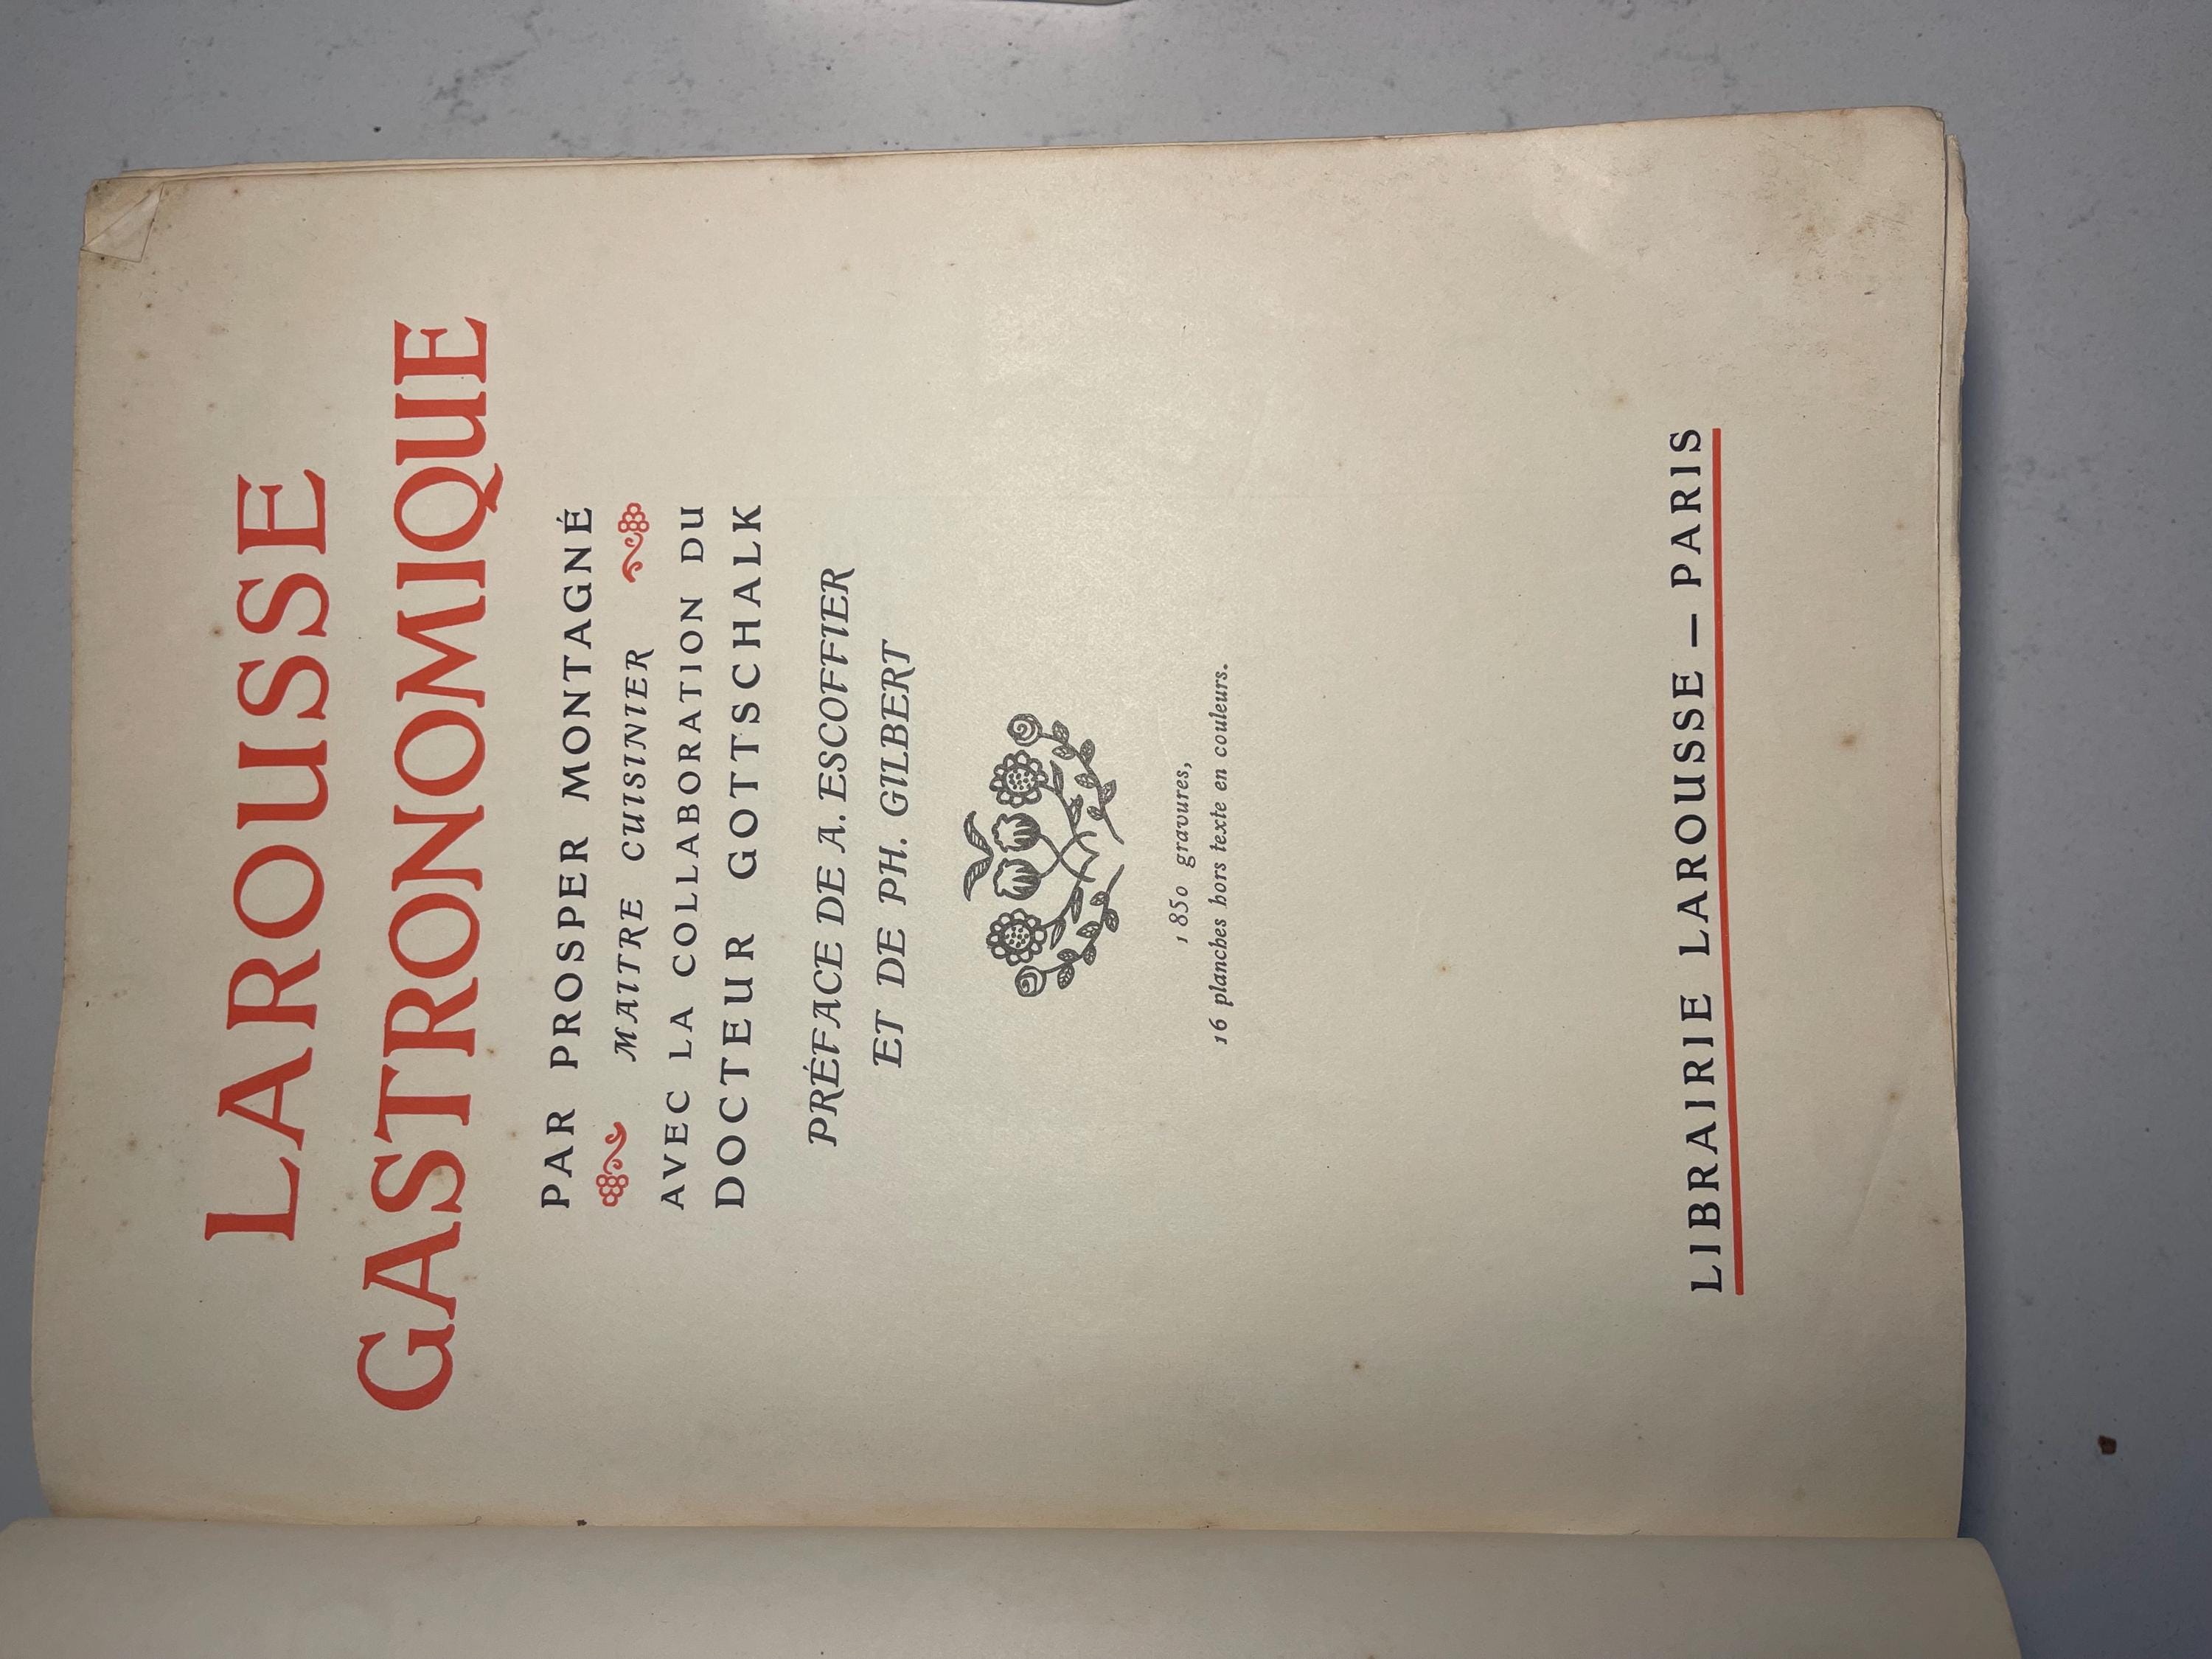 LAROUSSE
GASTRONOMIQUE
PAR PROSPER MONTAGNÉ
MAITRE CUISINIER
AVEC LA COLLABORATION DU
DOCTEUR GOTTSCHALK
PRÉFACE DE A. ESCOFFIER
ET DE PH. GILBERT
1850 gravures,
16 planches hors texte en couleurs.
LIBRAIRIE LAROUSSE — PARIS